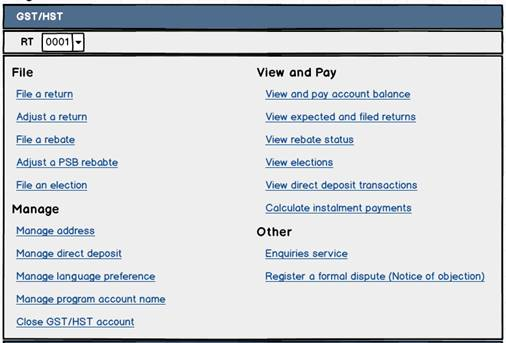 GST/HST
RT 0001
File
File a return
Adjust a return
File a rebate
Adjust a PSB rebabte
File an election
Manage
Manage address
Manage direct deposit
Manage language preference
Manage program account name
Close GST/HST account
View and Pay
View and pay account balance
View expected and filed returns
View rebate status
View elections
View direct deposit transactions
Calculate instalment payments
Other
Enquiries service
Register a formal dispute (Notice of objection)